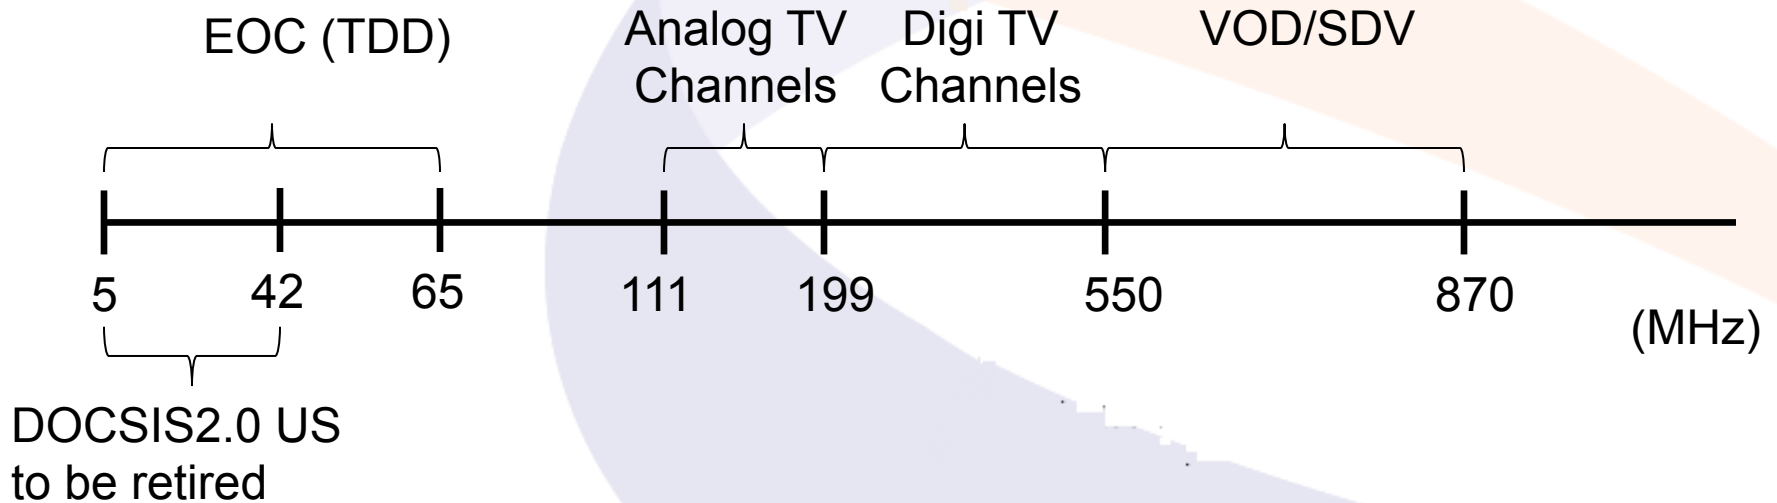 EOC (TDD)
Analog TV
Channels
Digi TV
Channels
VOD/SDV
5
42
65
111
199
550
870
(MHz)
DOCSIS2.0 US
to be retired